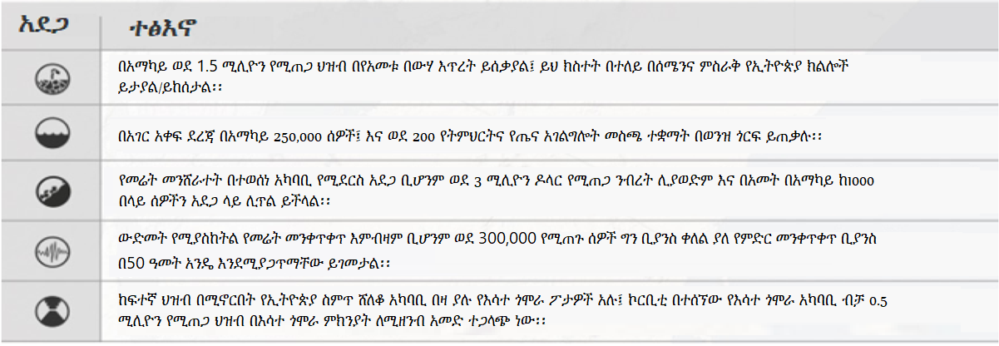 አደጋ
ተፅእኖ
በአማካይ ወደ 1.5 ሚሊዮን የሚጠጋ ህዝብ በየአመቱ በውሃ እጥረት ይሰቃያል፤ ይህ ክስተት በተለይ በሰሜንና ምስራቅ የኢትዮጵያ ክልሎች
ይታያል/ይከሰታል፡፡
በአገር አቀፍ ደረጃ በአማካይ 250,000 ሰዎች፤ እና ወደ 200 የትምህርትና የጤና አገልግሎት መስጫ ተቋማት በወንዝ ጎርፍ ይጠቃሉ፡፡
የመሬት መንሸራተት በተወሰነ አካባቢ የሚደርስ አደጋ ቢሆንም ወደ 3 ሚሊዮን ዶላር የሚጠጋ ንብረት ሊያወድም እና በአመት በአማካይ ከ1000
በላይ ሰዎችን አደጋ ላይ ሊጥል ይችላል፡፡
ውድመት የሚያስከትል የመሬት መንቀጥቀጥ እምብዛም ቢሆንም ወደ 300,000 የሚጠጉ ሰዎች ግን ቢያንስ ቀለል ያለ የምድር መንቀጥቀጥ ቢያንስ
በ50 ዓመት አንዴ እንደሚያጋጥማቸው ይገመታል፡፡
ከፍተኛ ህዝብ በሚኖርበት የኢትዮጵያ ስምጥ ሸለቆ አካባቢ በዛ ያሉ የእሳተ ጎሞራ ፖታዎች አሉ፤ ኮርቢቲ በተሰኘው የእሳተ ጎሞራ አካባቢ ብቻ 0.5
ሚሊዮን የሚጠጋ ህዝብ በእሳተ ጎሞራ ምክንያት ለሚዘንብ አመድ ተጋላጭ ነው፡፡